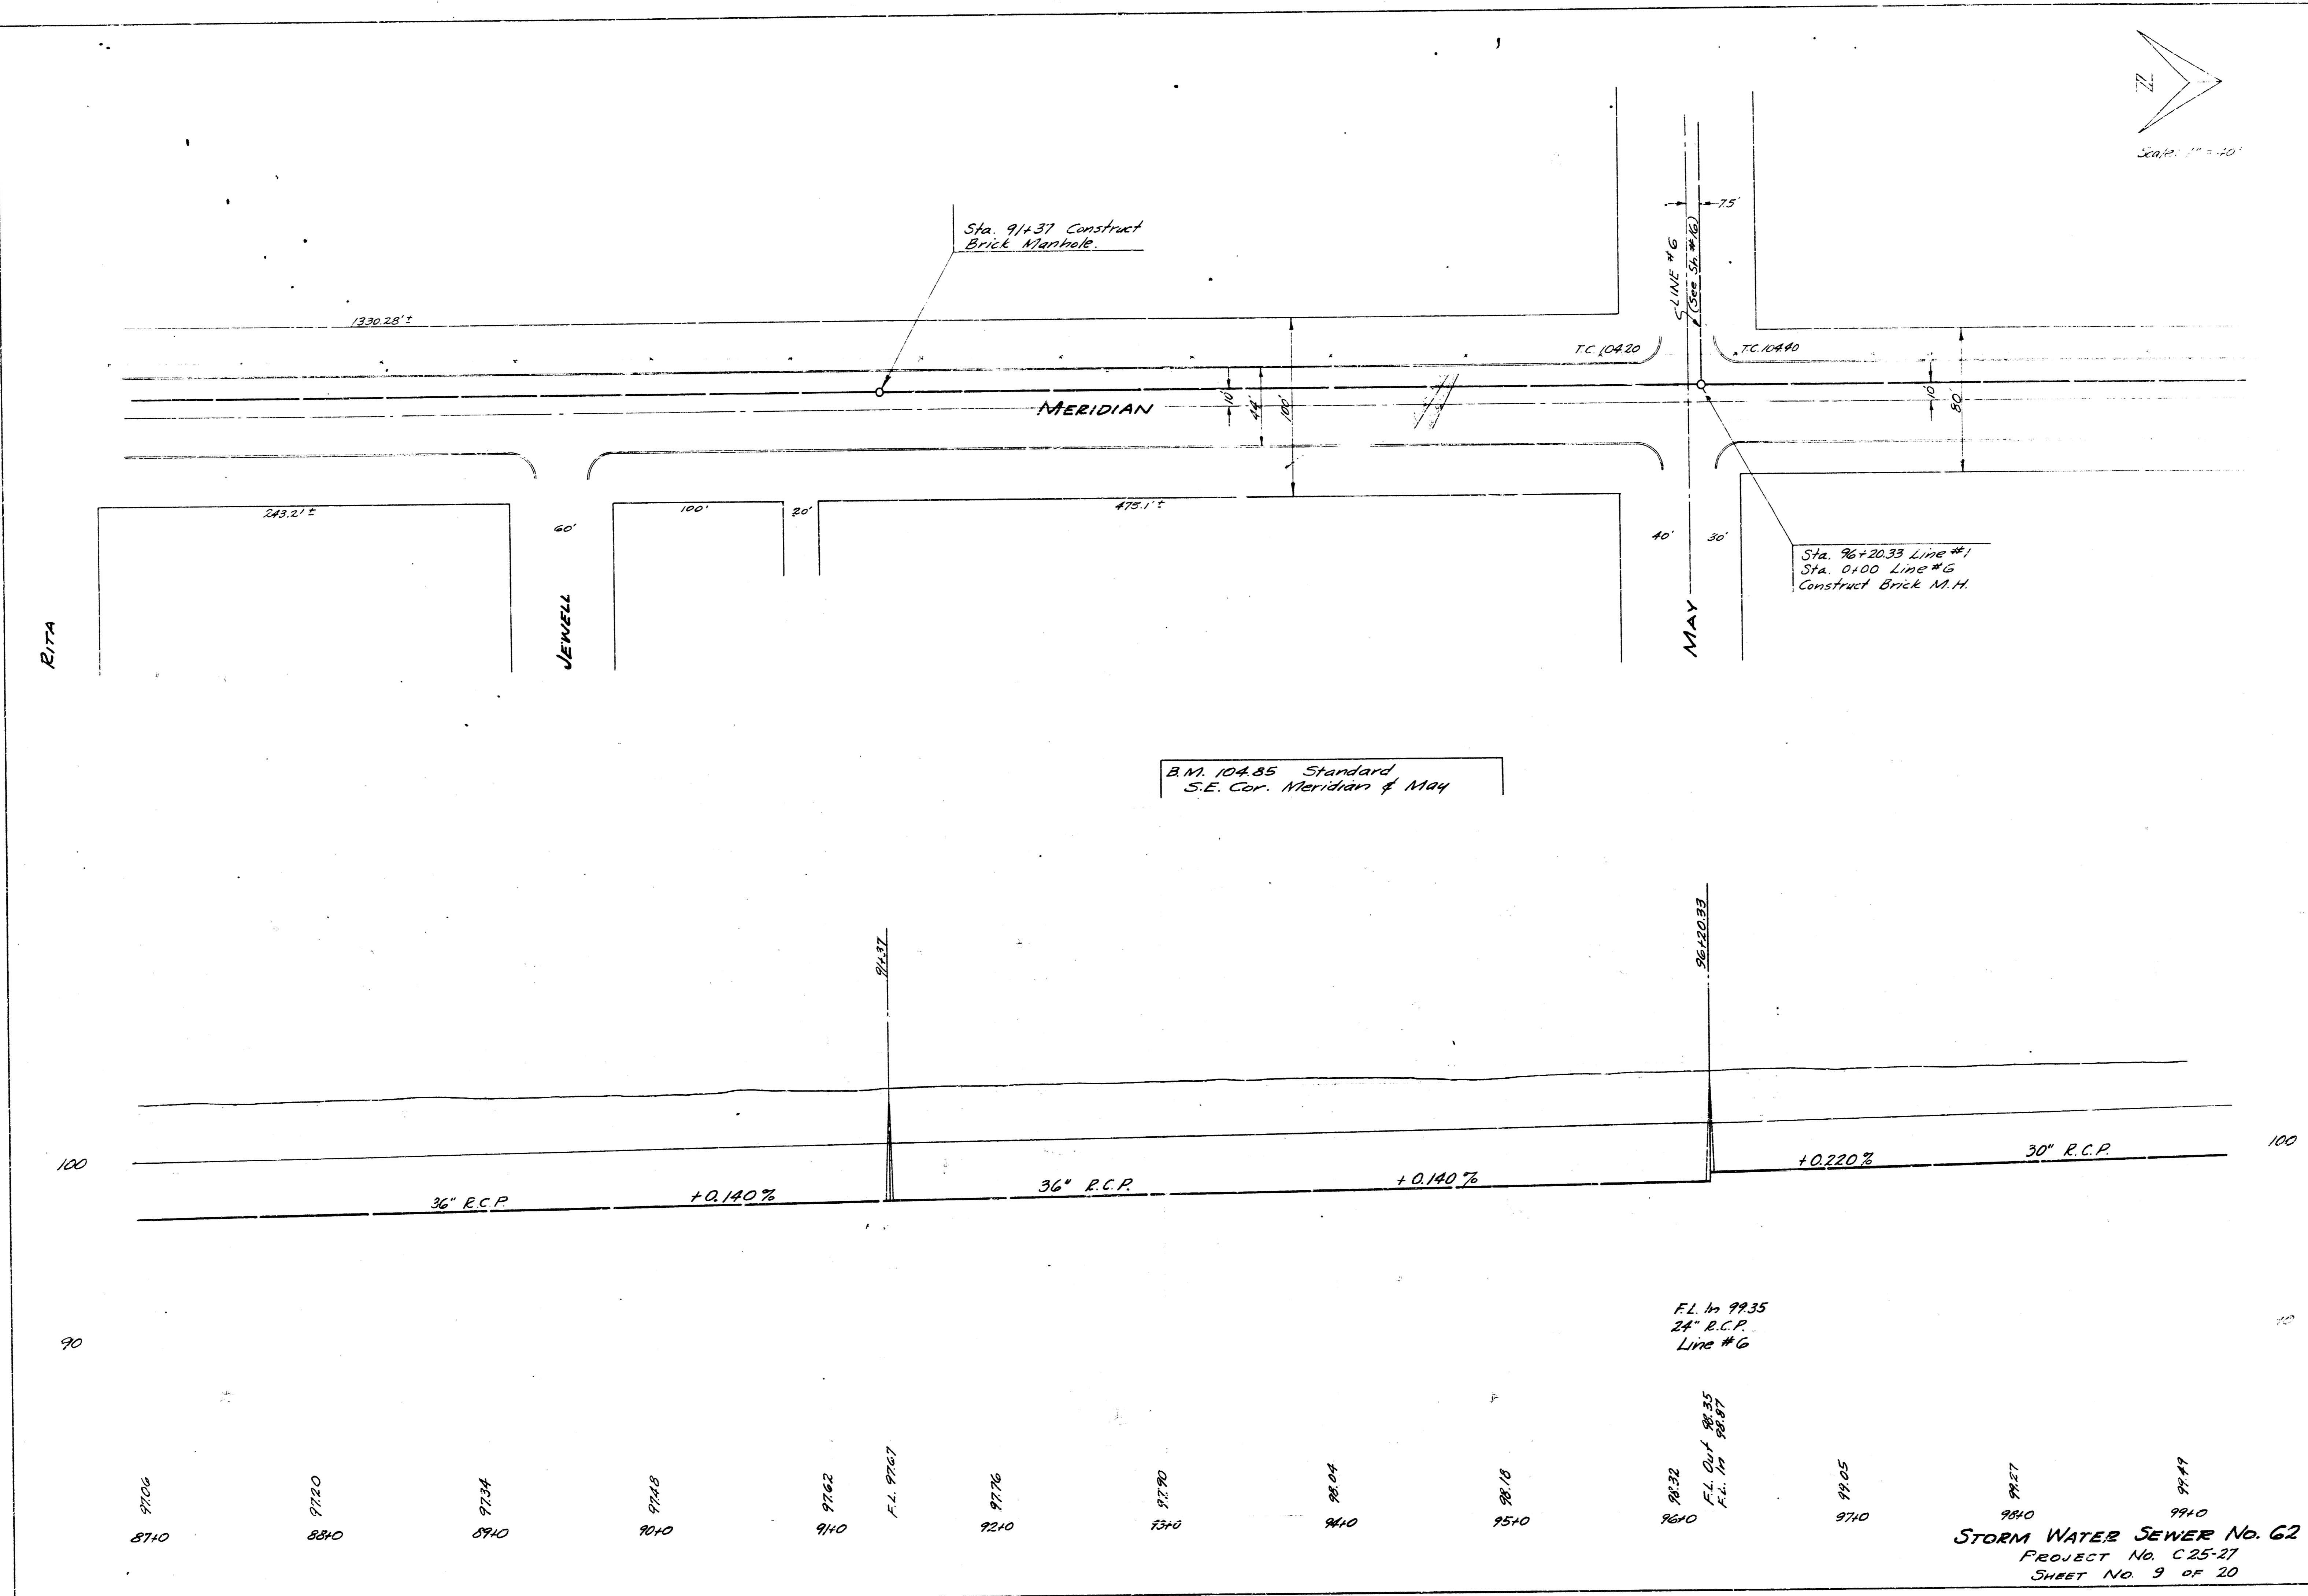 N
Scale: 1" = 40'
Sta. 91+37 Construct
Brick Manhole.
7.5'
LINE #6
(See Sh. #16)
1330.28'±
T.C. 104.20
T.C. 104.40
MERIDIAN
10'
44'
100'
10'
80'
243.2'±
60'
100'
20'
475.1'±
40'
30'
Sta. 96+20.33 Line #1
Sta. 0+00 Line #6
Construct Brick M.H.
RITA
JEWELL
MAY
B.M. 104.85 Standard
S.E. Cor. Meridian & May
91+37
96+20.33
100
36" R.C.P.
+0.140%
36" R.C.P.
+0.140%
+0.220%
30" R.C.P.
100
90
F.L. In 99.35
24" R.C.P.
Line #6
90
97.06
97.20
97.34
97.48
97.62
F.L. 97.67
97.76
97.90
98.04
98.18
98.32
F.L. Out 98.35
F.L. In 98.87
99.05
99.27
99.49
87+0
88+0
89+0
90+0
91+0
92+0
93+0
94+0
95+0
96+0
97+0
98+0
99+0
STORM WATER SEWER No. 62
PROJECT No. C25-27
SHEET No. 9 OF 20